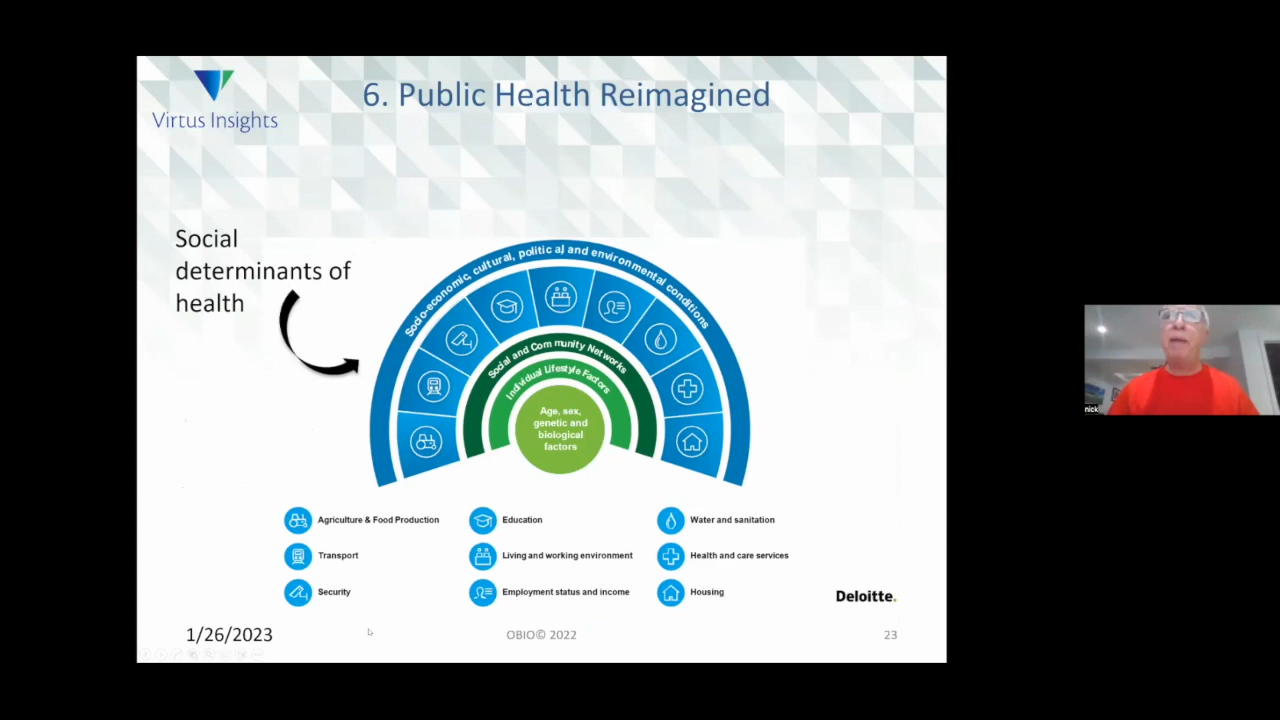 6. Public Health Reimagined
Virtus Insights
Social
determinants of
health
Socio-economic, cultural, political, and environmental conditions
Social and Community Networks
Individual Lifestyle Factors
Age, sex,
genetic and
biological
factors
Agriculture & Food Production
Education
Water and sanitation
Transport
Living and working environment
Health and care services
Security
Employment status and income
Housing
Deloitte.
1/26/2023
OBIO© 2022
23
nick